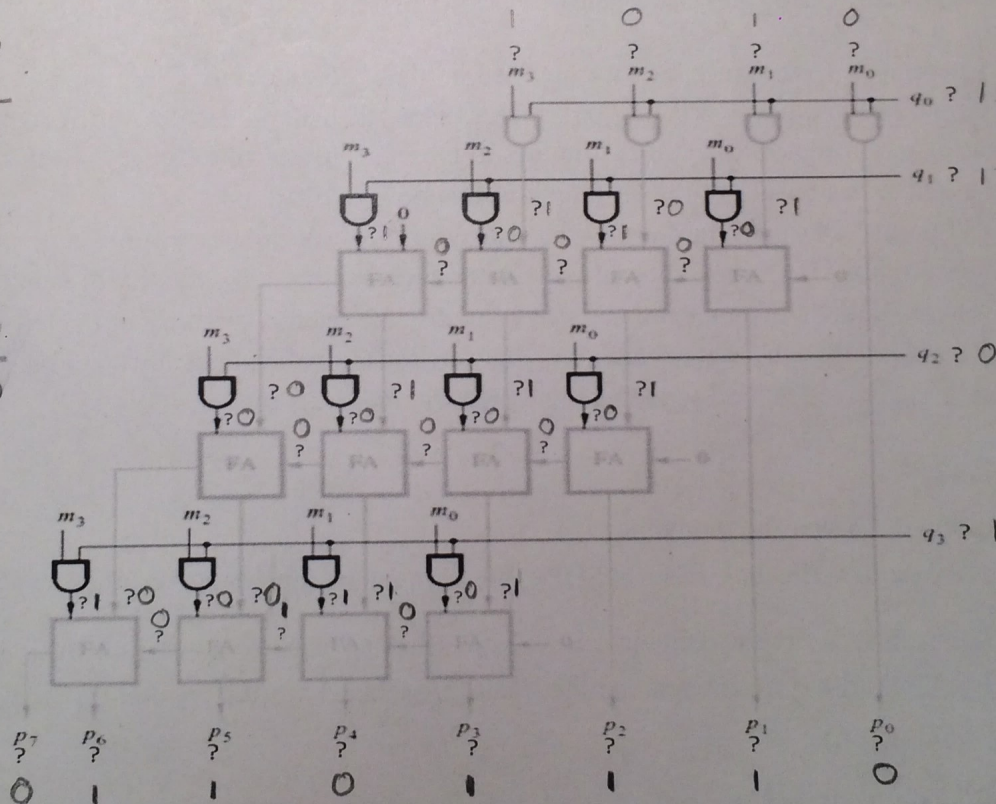 1 0 1 0
? ? ? ?
m3 m2 m1 m0
q0 ? 1
m3 m2 m1 m0
q1 ? 1
?1 ?0 ?1
?1 0 ?0 ?1 ?0
0 0 0
? ? ?
FA FA FA FA 0
m3 m2 m1 m0
q2 ? 0
?0 ?1 ?1 ?1
?0 ?0 ?0 ?0
0 0 0
? ? ?
FA FA FA FA 0
m3 m2 m1 m0
q3 ? 1
?1 ?0 ?0 ?0 ?1 ?1 ?0 ?1
0 1 0
? ? ?
FA FA FA FA 0
p7 p6 p5 p4 p3 p2 p1 p0
? ? ? ? ? ? ? ?
0 1 1 0 1 1 1 0